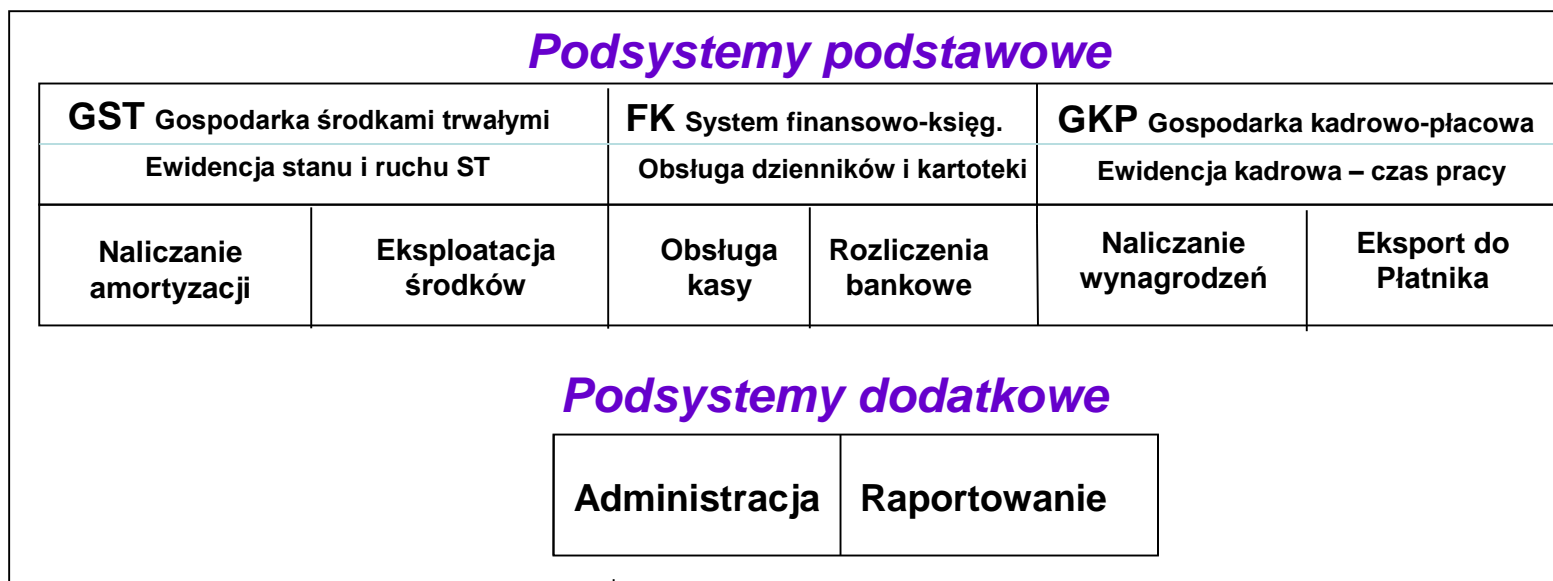 Podsystemy podstawowe
GST Gospodarka środkami trwałymi
FK System finansowo-księg.
GKP Gospodarka kadrowo-płacowa
Ewidencja stanu i ruchu ST
Obsługa dzienników i kartoteki
Ewidencja kadrowa – czas pracy
Naliczanie
amortyzacji
Eksploatacja
środków
Obsługa
kasy
Rozliczenia
bankowe
Naliczanie
wynagrodzeń
Eksport do
Płatnika
Podsystemy dodatkowe
Administracja
Raportowanie